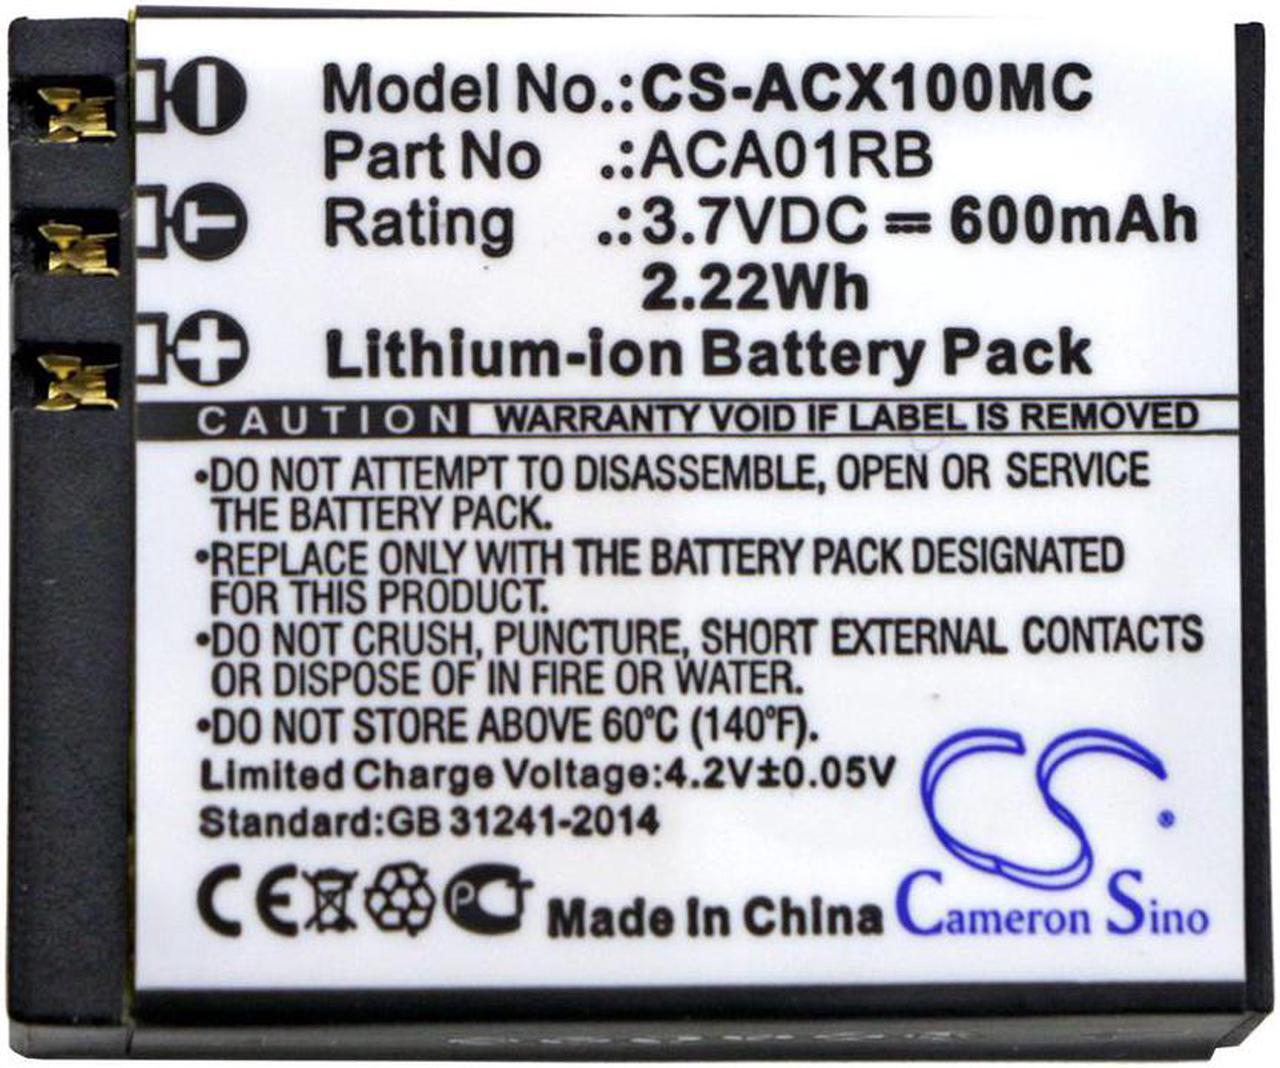 Model No.:CS-ACX100MC
Part No .:ACA01RB
Rating .:3.7VDC ⎓ 600mAh
2.22Wh
Lithium-ion Battery Pack
CAUTION WARRANTY VOID IF LABEL IS REMOVED
•DO NOT ATTEMPT TO DISASSEMBLE, OPEN OR SERVICE
THE BATTERY PACK.
•REPLACE ONLY WITH THE BATTERY PACK DESIGNATED
FOR THIS PRODUCT.
•DO NOT CRUSH, PUNCTURE, SHORT EXTERNAL CONTACTS
OR DISPOSE OF IN FIRE OR WATER.
•DO NOT STORE ABOVE 60°C (140°F).
Limited Charge Voltage:4.2V±0.05V
Standard:GB 31241-2014
CE PCT Made In China
CS ®
Cameron Sino